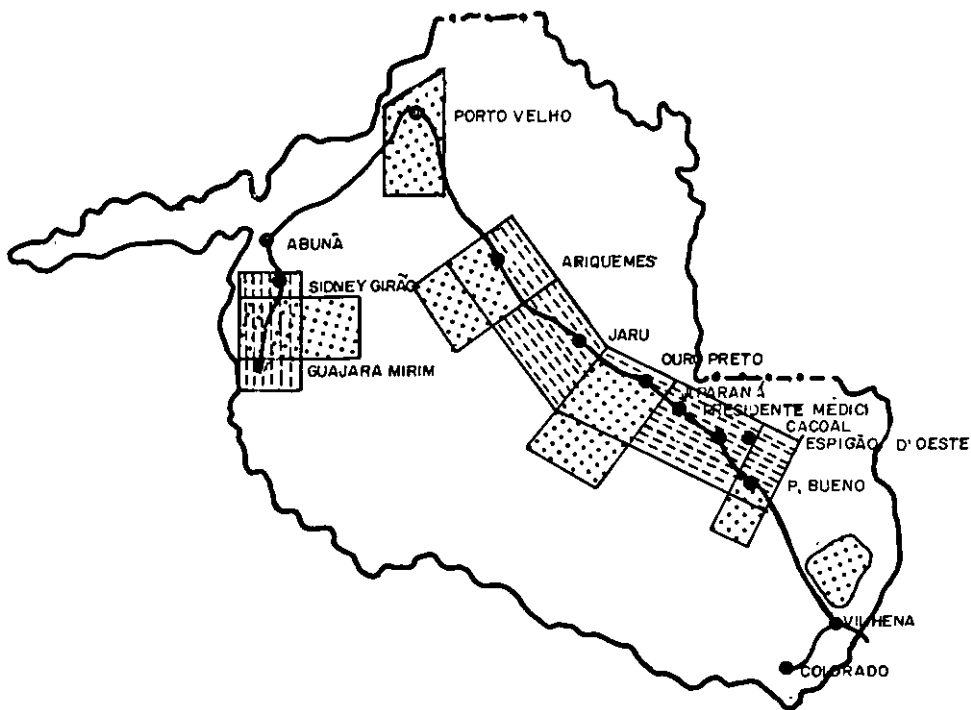 PORTO VELHO
ABUNÃ
ARIQUEMES
SIDNEY GIRÃO
JARU
OURO PRETO
GUAJARA MIRIM
JIPARANÁ
PRESIDENTE MÉDICI
CACOAL
ESPIGÃO D'OESTE
P. BUENO
VILHENA
COLORADO